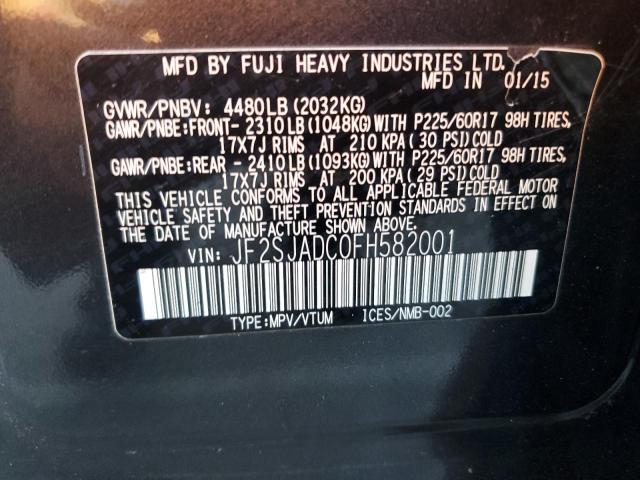 MFD BY FUJI HEAVY INDUSTRIES LTD.
MFD IN 01/15
GVWR/PNBV: 4480LB (2032KG)
GAWR/PNBE:FRONT- 2310LB (1048KG) WITH P225/60R17 98H TIRES,
17X7J RIMS AT 210 KPA (30 PSI) COLD
GAWR/PNBE:REAR - 2410LB (1093KG) WITH P225/60R17 98H TIRES,
17X7J RIMS AT 200 KPA (29 PSI) COLD
THIS VEHICLE CONFORMS TO ALL APPLICABLE FEDERAL MOTOR
VEHICLE SAFETY AND THEFT PREVENTION STANDARDS IN EFFECT
ON THE DATE OF MANUFACTURE SHOWN ABOVE.
VIN: JF2SJADC0FH582001
TYPE:MPV/VTUM ICES/NMB-002